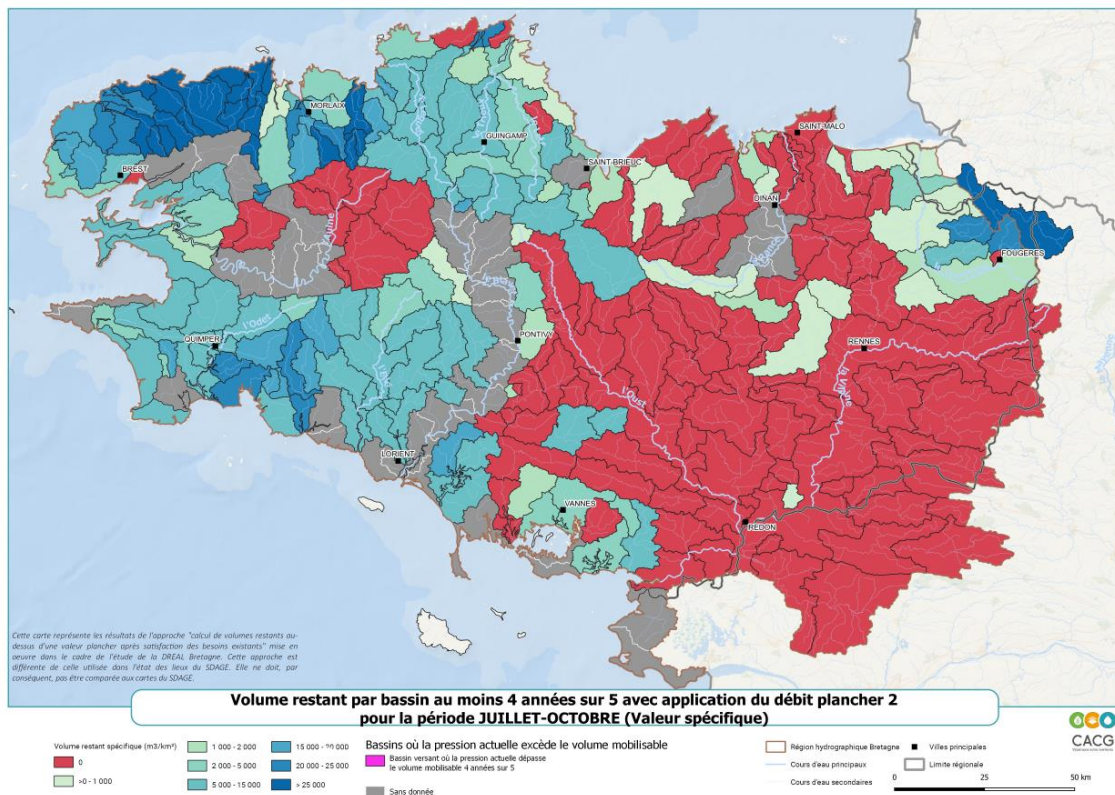 MORLAIX
GUINGAMP
SAINT-MALO
BREST
SAINT-BRIEUC
DINAN
l'Aulne
la Rance
FOUGERES
PONTIVY
l'Odet
QUIMPER
RENNES
l'Oust
la Vilaine
LORIENT
VANNES
REDON
Cette carte représente les résultats de l'approche "calcul de volumes restants au-
dessus d'une valeur plancher après satisfaction des besoins existants" mise en
oeuvre dans le cadre de l'étude de la DREAL Bretagne. Cette approche est
différente de celle utilisée dans l'état des lieux du SDAGE. Elle ne doit, par
conséquent, pas être comparée aux cartes du SDAGE.
Volume restant par bassin au moins 4 années sur 5 avec application du débit plancher 2
pour la période JUILLET-OCTOBRE (Valeur spécifique)
Volume restant spécifique (m3/km²)
0
>0 - 1 000
1 000 - 2 000
2 000 - 5 000
5 000 - 15 000
15 000 - 20 000
20 000 - 25 000
> 25 000
Bassins où la pression actuelle excède le volume mobilisable
Bassin versant où la pression actuelle dépasse
le volume mobilisable 4 années sur 5
Sans donnée
Région hydrographique Bretagne
Cours d'eau principaux
Cours d'eau secondaires
Villes principales
Limite régionale
0 25 50 km
CACG